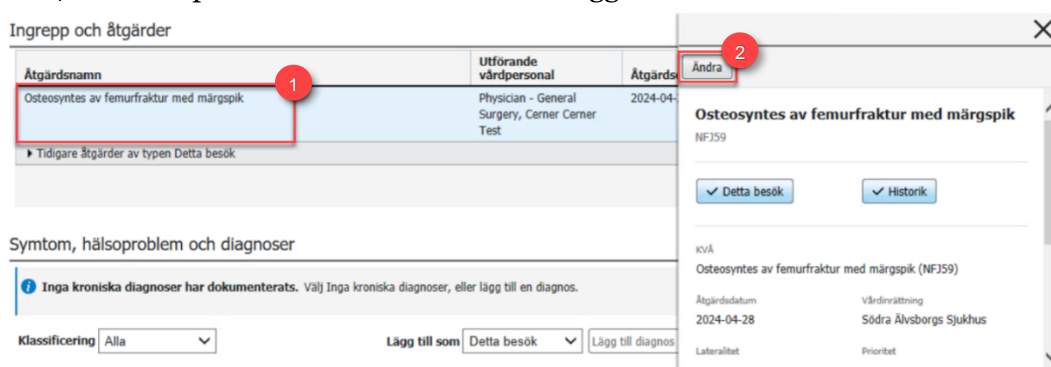 Ingrepp och åtgärder
Åtgärdsnamn
Utförande
vårdpersonal
1
Osteosyntes av femurfraktur med märgspik
Physician - General
Surgery, Cerner Cerner
Test
2024-04-
Tidigare åtgärder av typen Detta besök
Symtom, hälsoproblem och diagnoser
Inga kroniska diagnoser har dokumenterats. Välj Inga kroniska diagnoser, eller lägg till en diagnos.
Klassificering Alla
Lägg till som Detta besök
Lägg till diagnos
2
Ändra
Osteosyntes av femurfraktur med märgspik
NFJ59
Detta besök
Historik
KVÅ
Osteosyntes av femurfraktur med märgspik (NFJ59)
Åtgärdsdatum
Vårdinrättning
2024-04-28
Södra Älvsborgs Sjukhus
Lateralitet
Prioritet